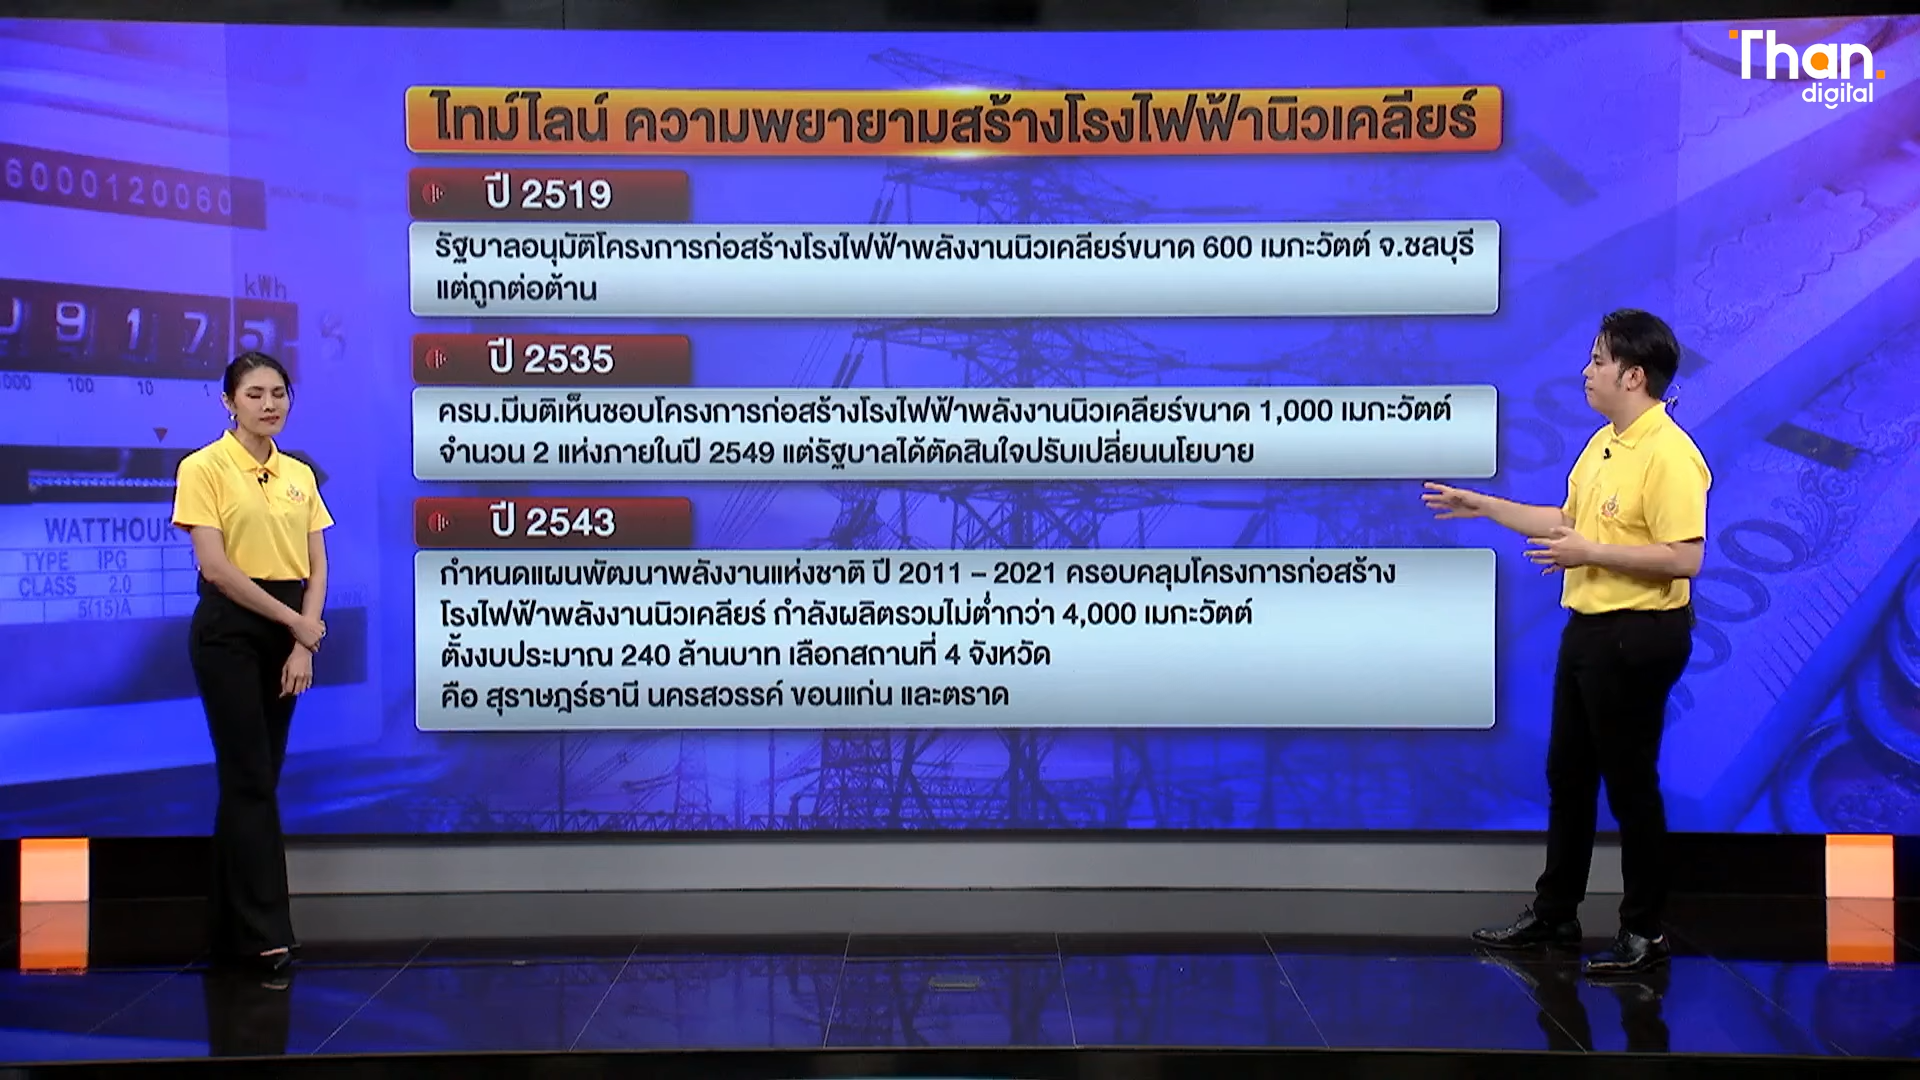 Than.
digital
ไทม์ไลน์ ความพยายามสร้างโรงไฟฟ้านิวเคลียร์
ปี 2519
รัฐบาลอนุมัติโครงการก่อสร้างโรงไฟฟ้าพลังงานนิวเคลียร์ขนาด 600 เมกะวัตต์ จ.ชลบุรี
แต่ถูกต่อต้าน
ปี 2535
ครม.มีมติเห็นชอบโครงการก่อสร้างโรงไฟฟ้าพลังงานนิวเคลียร์ขนาด 1,000 เมกะวัตต์
จำนวน 2 แห่งภายในปี 2549 แต่รัฐบาลได้ตัดสินใจปรับเปลี่ยนนโยบาย
ปี 2543
กำหนดแผนพัฒนาพลังงานแห่งชาติ ปี 2011 – 2021 ครอบคลุมโครงการก่อสร้าง
โรงไฟฟ้าพลังงานนิวเคลียร์ กำลังผลิตรวมไม่ต่ำกว่า 4,000 เมกะวัตต์
ตั้งงบประมาณ 240 ล้านบาท เลือกสถานที่ 4 จังหวัด
คือ สุราษฎร์ธานี นครสวรรค์ ขอนแก่น และตราด
6000120060
kWh
9175
000 100 10 1
WATTHOUR
TYPE IPG
CLASS 2.0
5(15)A